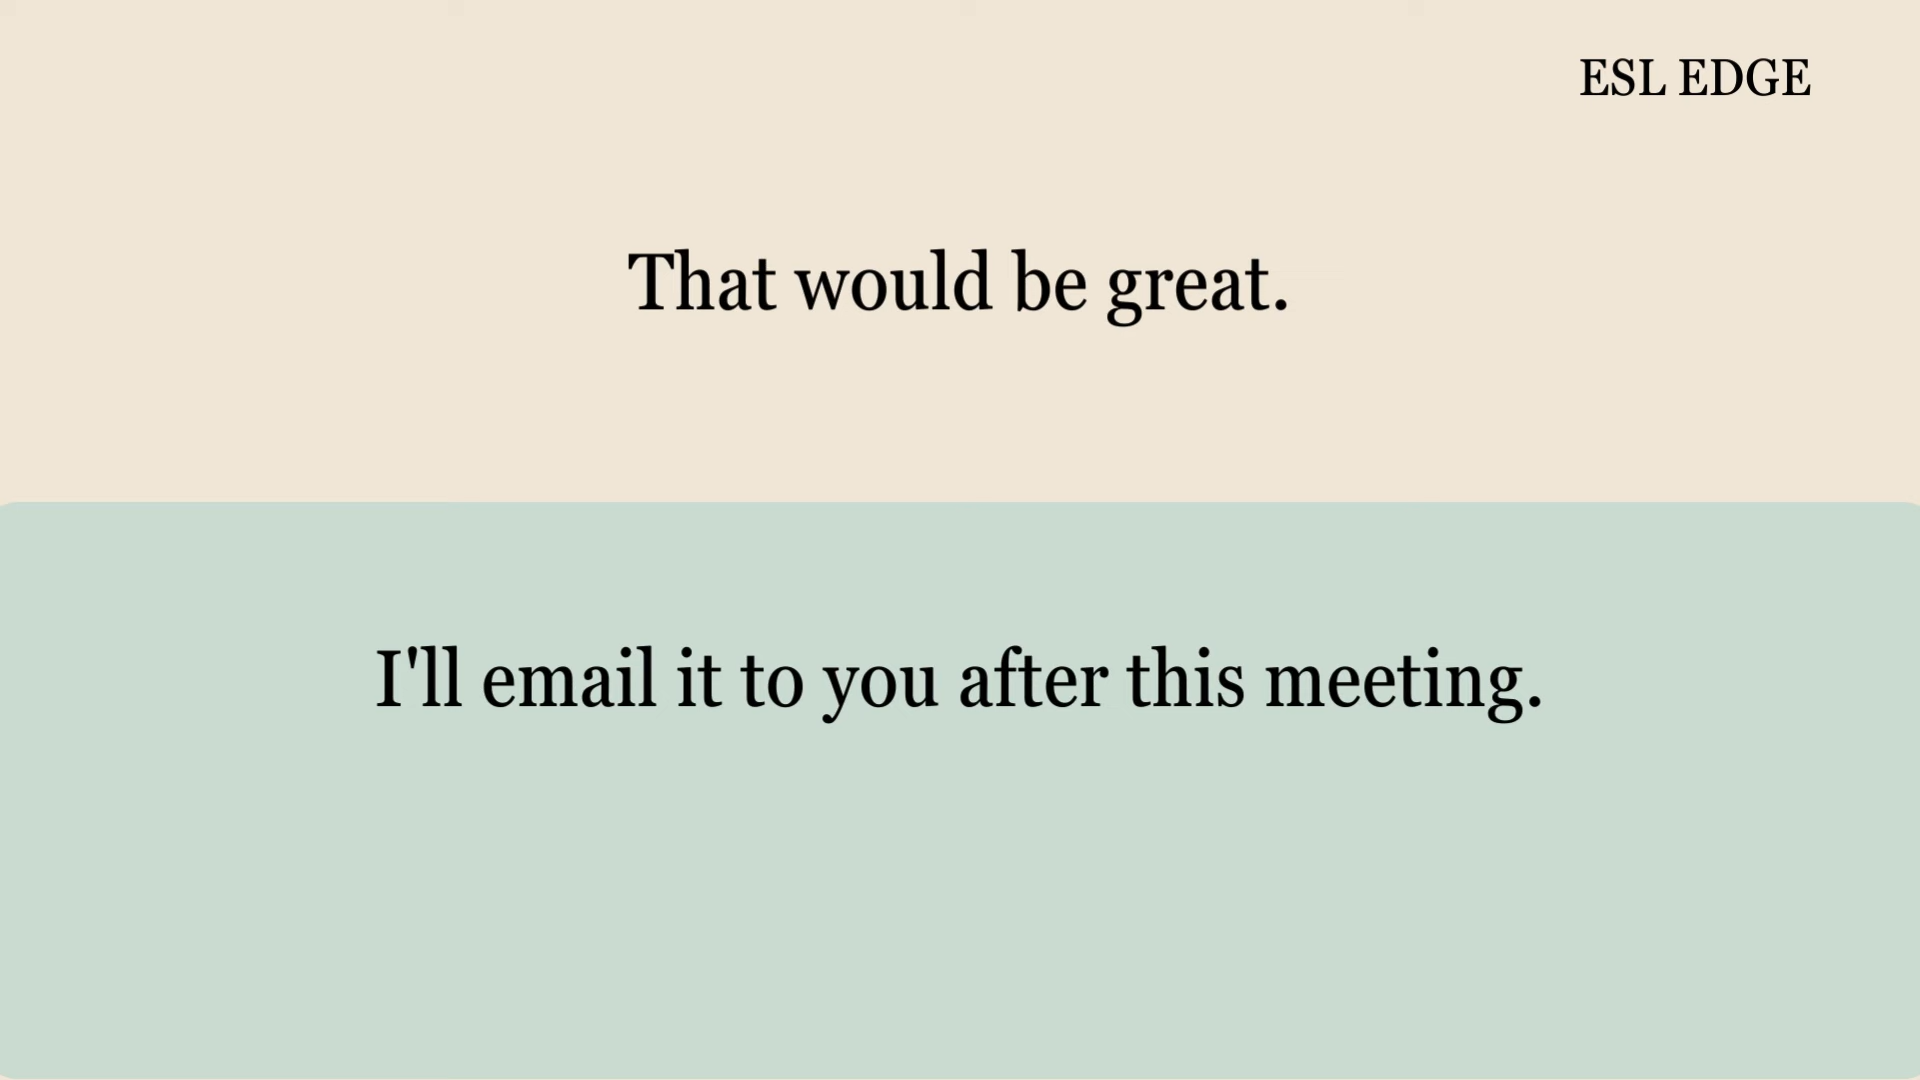 ESL EDGE
That would be great.
I'll email it to you after this meeting.